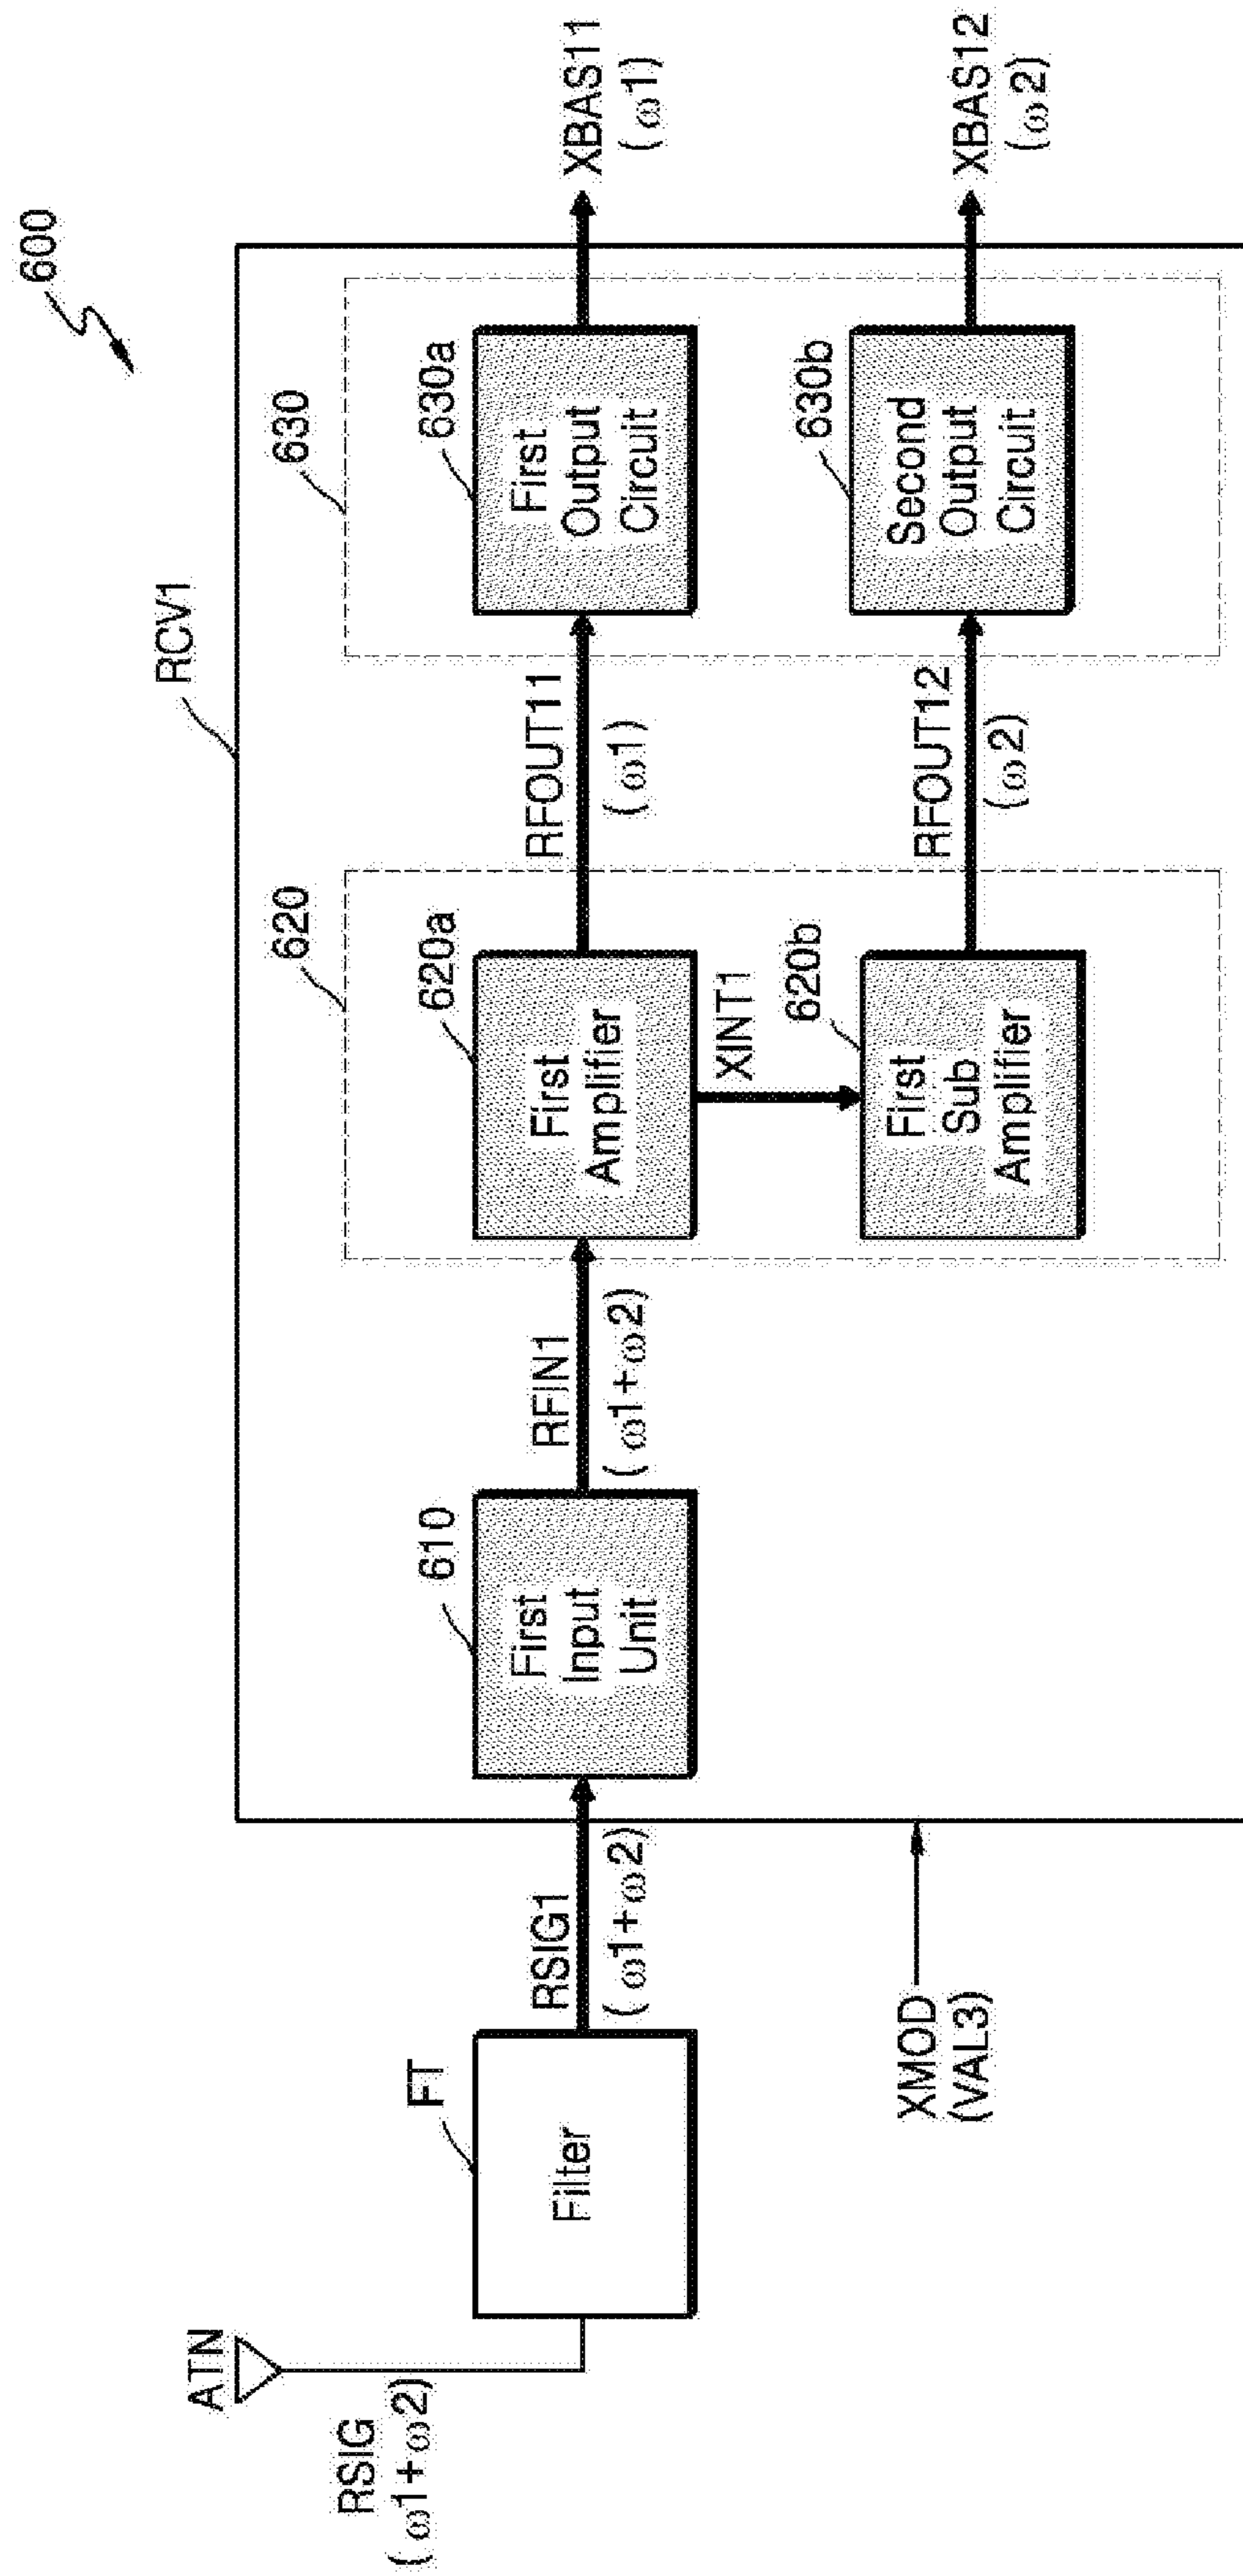 600
RCV1
ATN
RSIG
(ω1+ω2)
FT
Filter
RSIG1
(ω1+ω2)
XMOD
(VAL3)
610
First
Input
Unit
RFIN1
(ω1+ω2)
620
620a
First
Amplifier
XINT1
620b
First
Sub
Amplifier
RFOUT11
(ω1)
RFOUT12
(ω2)
630
630a
First
Output
Circuit
630b
Second
Output
Circuit
XBAS11
(ω1)
XBAS12
(ω2)